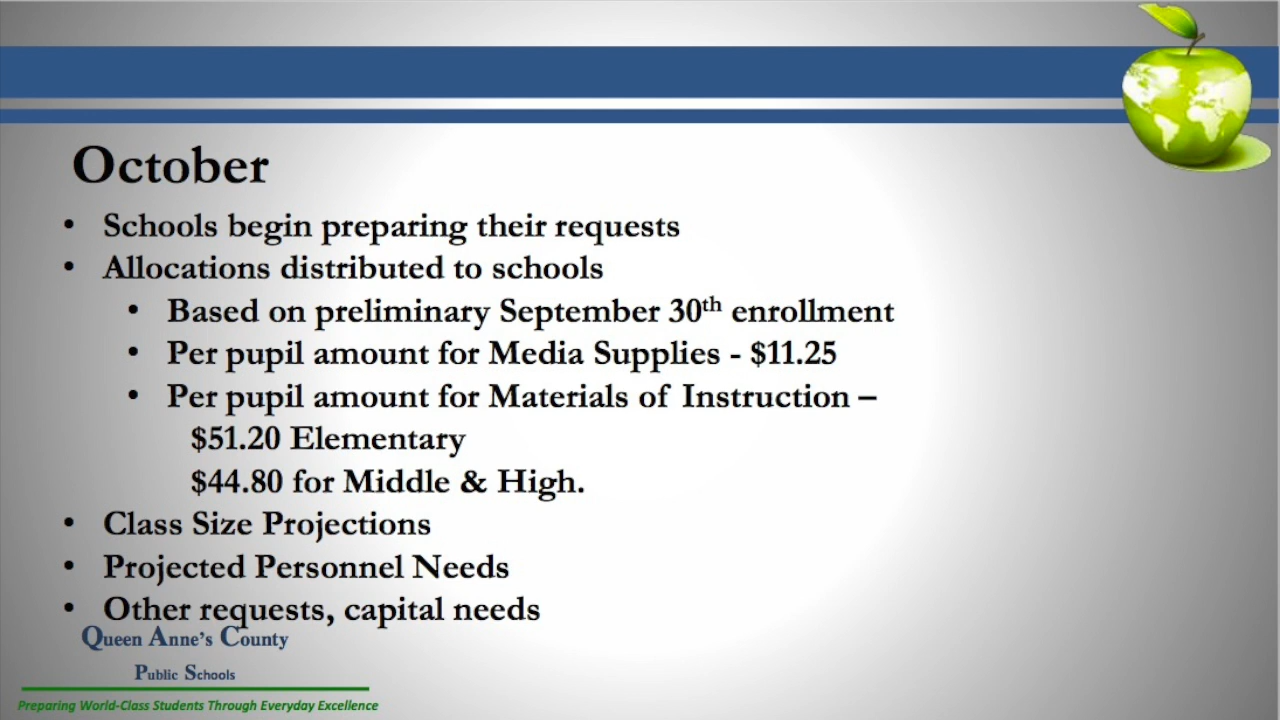 October
• Schools begin preparing their requests
• Allocations distributed to schools
• Based on preliminary September 30th enrollment
• Per pupil amount for Media Supplies - $11.25
• Per pupil amount for Materials of Instruction –
$51.20 Elementary
$44.80 for Middle & High.
• Class Size Projections
• Projected Personnel Needs
• Other requests, capital needs
Queen Anne's County
Public Schools
Preparing World-Class Students Through Everyday Excellence